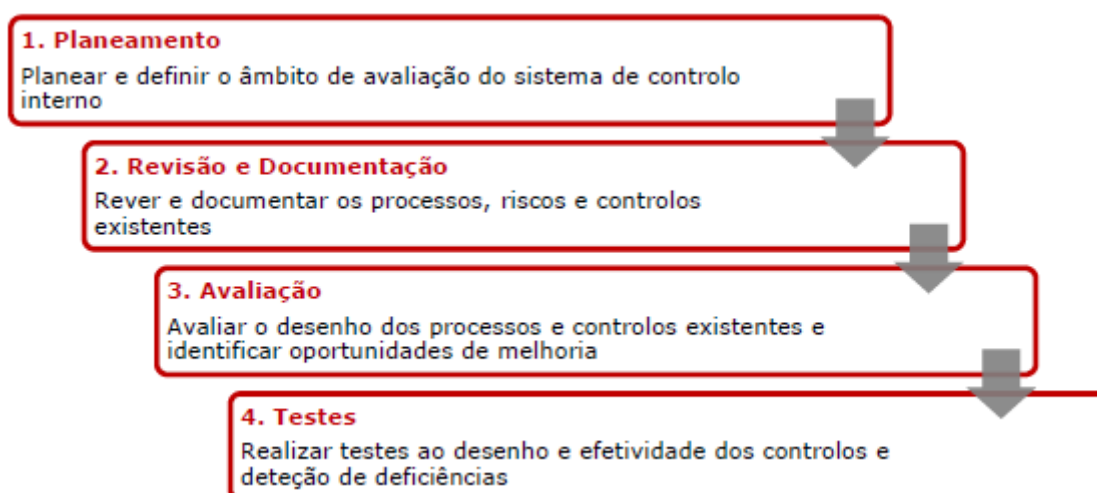 1. Planeamento
Planear e definir o âmbito de avaliação do sistema de controlo
interno
2. Revisão e Documentação
Rever e documentar os processos, riscos e controlos
existentes
3. Avaliação
Avaliar o desenho dos processos e controlos existentes e
identificar oportunidades de melhoria
4. Testes
Realizar testes ao desenho e efetividade dos controlos e
deteção de deficiências